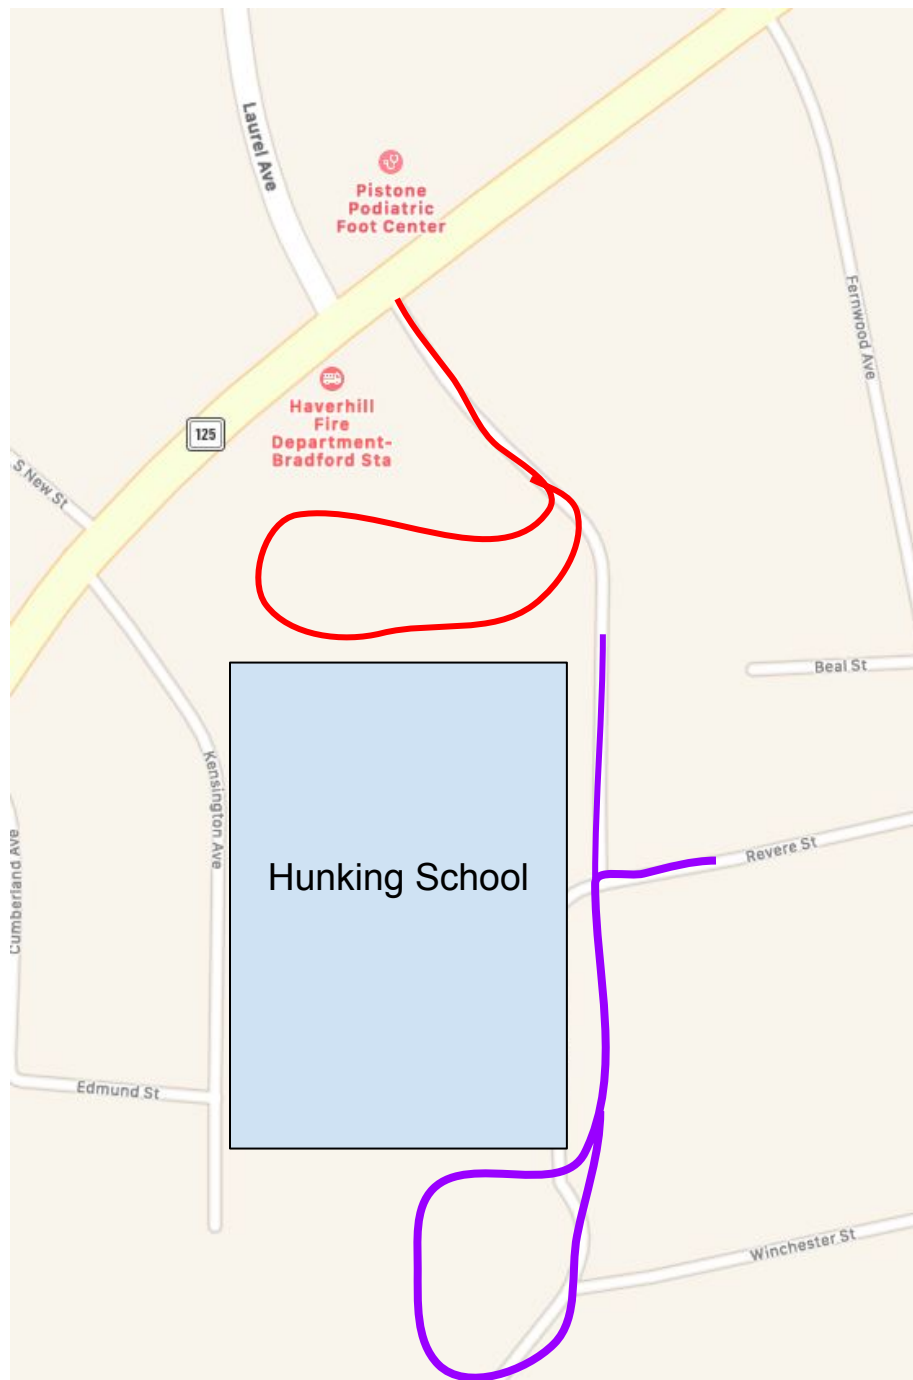 Laurel Ave
Pistone
Podiatric
Foot Center
Fernwood Ave
Haverhill
Fire
Department-
Bradford Sta
125
S New St
Beal St
Kensington Ave
Cumberland Ave
Revere St
Hunking School
Edmund St
Winchester St